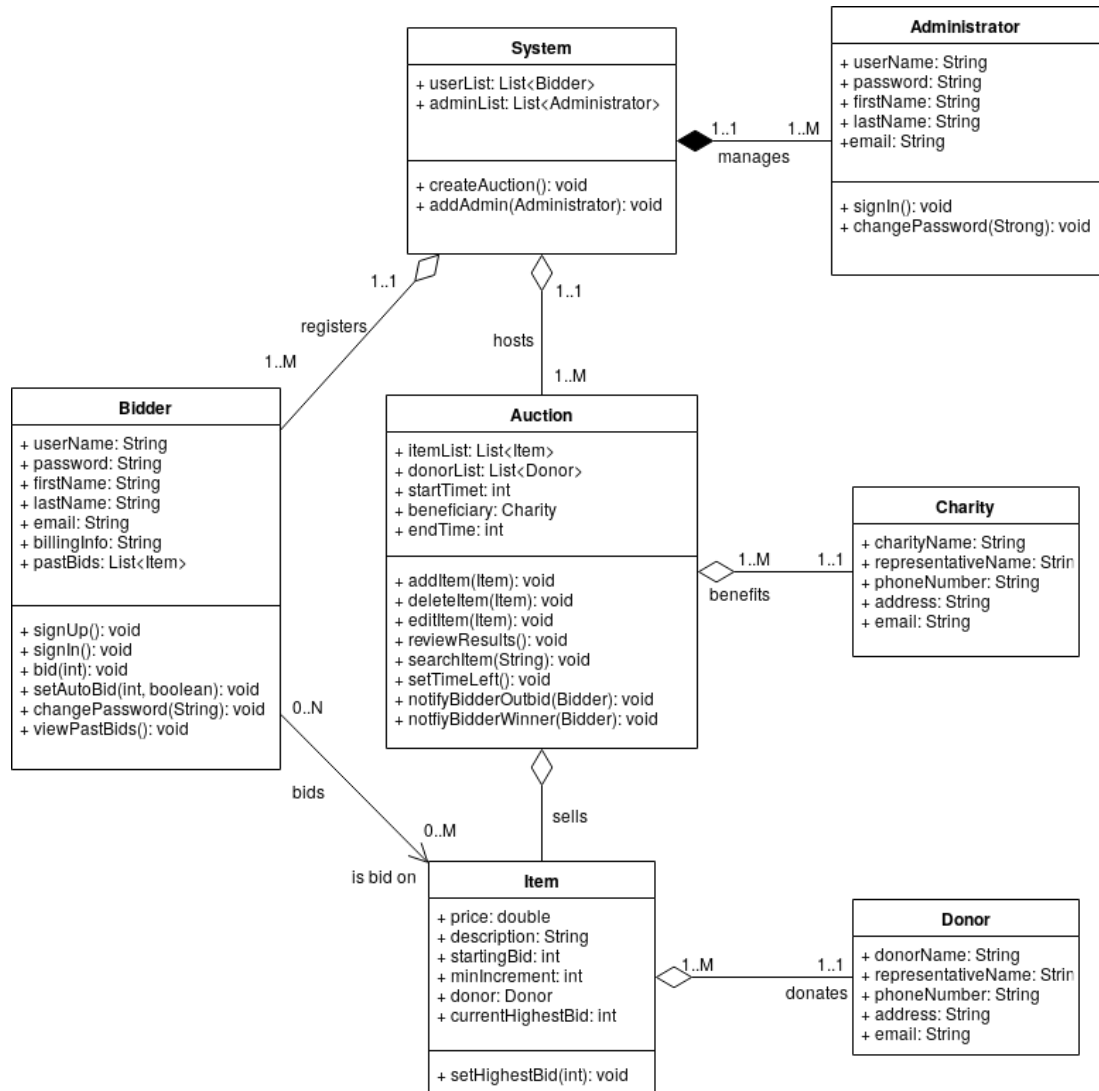 System
+ userList: List<Bidder>
+ adminList: List<Administrator>
+ createAuction(): void
+ addAdmin(Administrator): void
1..1
1..M
manages
Administrator
+ userName: String
+ password: String
+ firstName: String
+ lastName: String
+email: String
+ signIn(): void
+ changePassword(Strong): void
1..1
registers
1..M
1..1
hosts
1..M
Bidder
+ userName: String
+ password: String
+ firstName: String
+ lastName: String
+ email: String
+ billingInfo: String
+ pastBids: List<Item>
+ signUp(): void
+ signIn(): void
+ bid(int): void
+ setAutoBid(int, boolean): void
+ changePassword(String): void
+ viewPastBids(): void
Auction
+ itemList: List<Item>
+ donorList: List<Donor>
+ startTimet: int
+ beneficiary: Charity
+ endTime: int
+ addItem(Item): void
+ deleteItem(Item): void
+ editItem(Item): void
+ reviewResults(): void
+ searchItem(String): void
+ setTimeLeft(): void
+ notifyBidderOutbid(Bidder): void
+ notfiyBidderWinner(Bidder): void
1..M
1..1
benefits
Charity
+ charityName: String
+ representativeName: Strin
+ phoneNumber: String
+ address: String
+ email: String
0..N
bids
0..M
is bid on
sells
Item
+ price: double
+ description: String
+ startingBid: int
+ minIncrement: int
+ donor: Donor
+ currentHighestBid: int
+ setHighestBid(int): void
1..M
1..1
donates
Donor
+ donorName: String
+ representativeName: Strin
+ phoneNumber: String
+ address: String
+ email: String